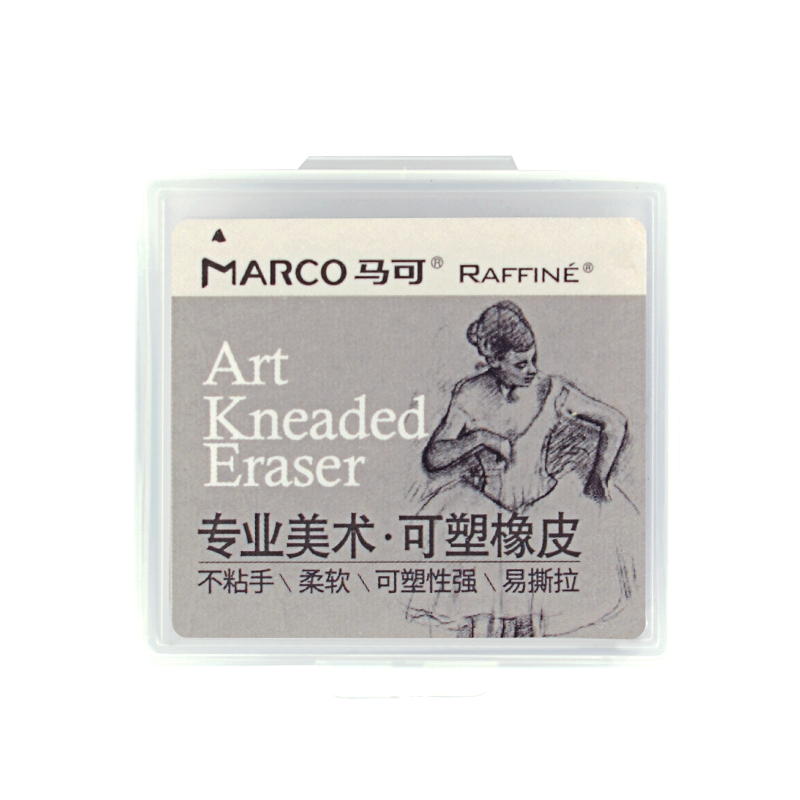 MARCO 马可® RAFFINÉ®
Art
Kneaded
Eraser
专业美术·可塑橡皮
不粘手\柔软\可塑性强\易撕拉